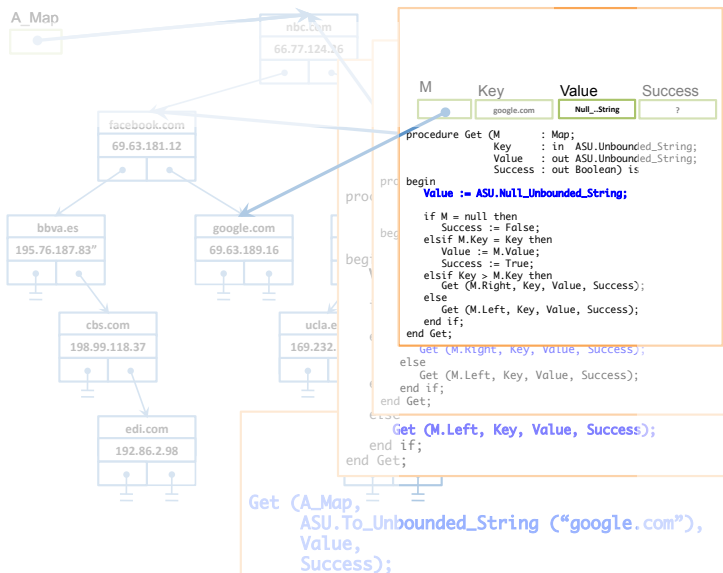 A_Map
nbc.com
66.77.124.26
facebook.com
69.63.181.12
bbva.es
195.76.187.83”
google.com
69.63.189.16
cbs.com
198.99.118.37
ucla.e
169.232.
edi.com
192.86.2.98
M Key Value Success
google.com Null_..String ?
procedure Get (M : Map;
Key : in ASU.Unbounded_String;
Value : out ASU.Unbounded_String;
Success : out Boolean) is
begin
Value := ASU.Null_Unbounded_String;
if M = null then
Success := False;
elsif M.Key = Key then
Value := M.Value;
Success := True;
elsif Key > M.Key then
Get (M.Right, Key, Value, Success);
else
Get (M.Left, Key, Value, Success);
end if;
end Get;
Get (M.Right, Key, Value, Success);
else
Get (M.Left, Key, Value, Success);
end if;
end Get;
else
Get (M.Left, Key, Value, Success);
end if;
end Get;
Get (A_Map,
ASU.To_Unbounded_String (“google.com”),
Value,
Success);